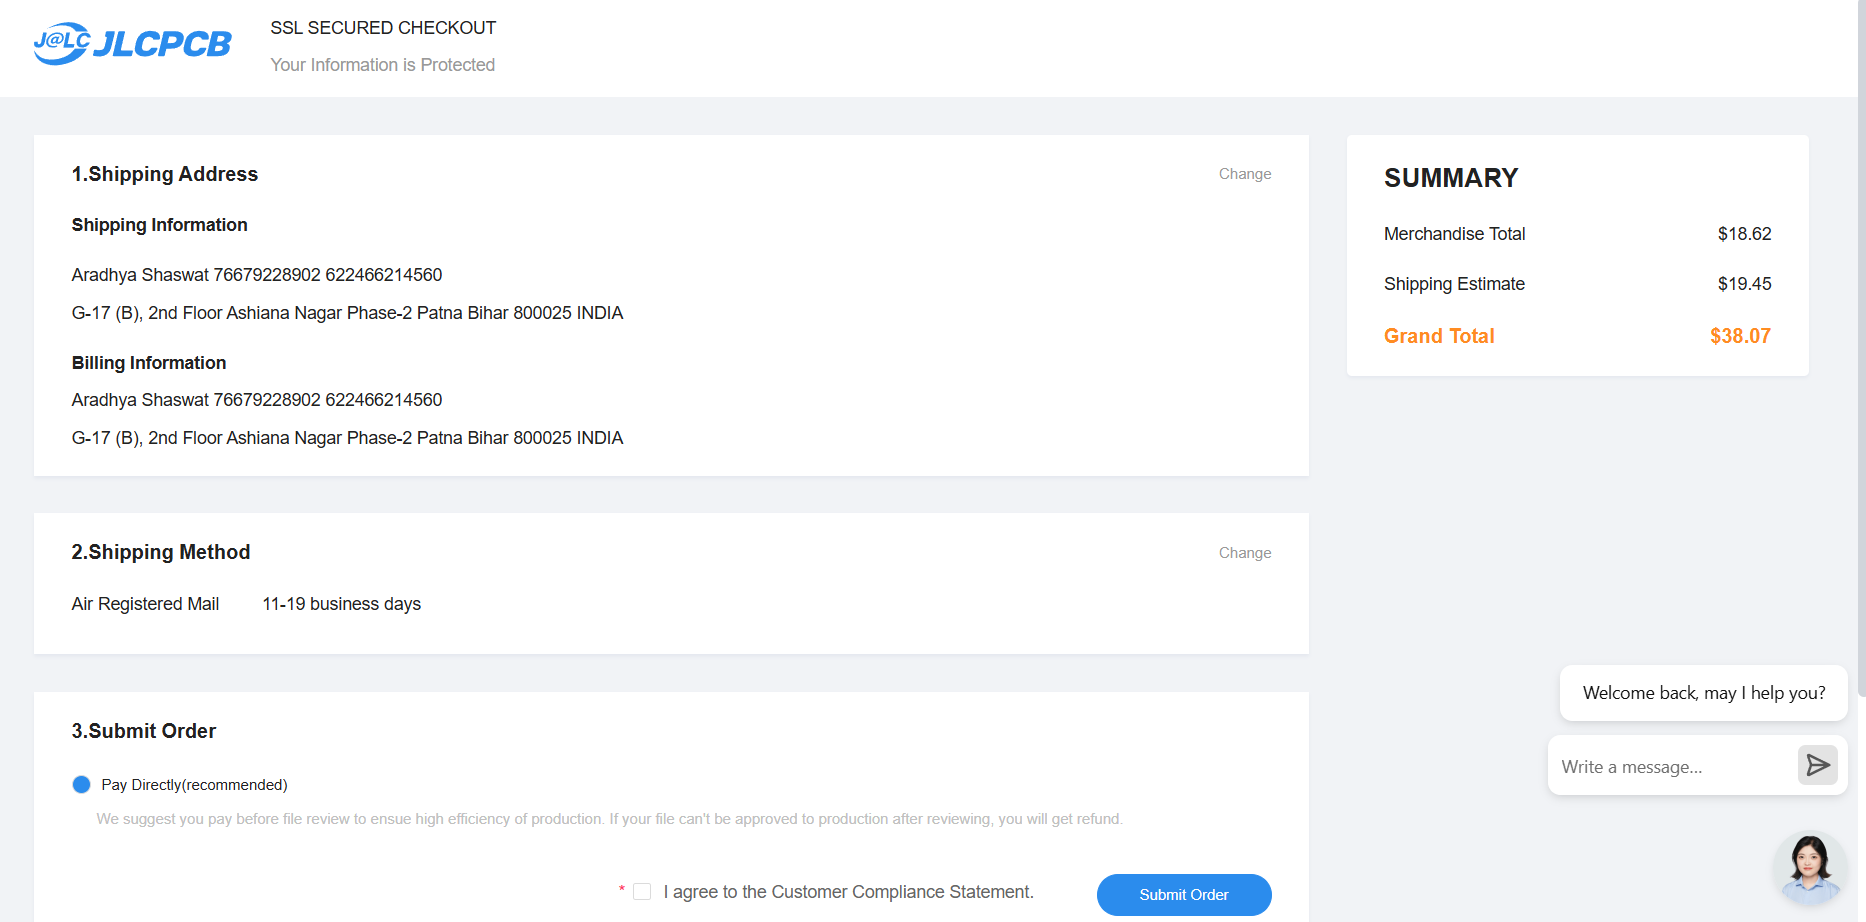 J@LC JLCPCB
SSL SECURED CHECKOUT
Your Information is Protected
1.Shipping Address
Change
Shipping Information
Aradhya Shaswat 76679228902 622466214560
G-17 (B), 2nd Floor Ashiana Nagar Phase-2 Patna Bihar 800025 INDIA
Billing Information
Aradhya Shaswat 76679228902 622466214560
G-17 (B), 2nd Floor Ashiana Nagar Phase-2 Patna Bihar 800025 INDIA
2.Shipping Method
Change
Air Registered Mail 11-19 business days
3.Submit Order
Pay Directly(recommended)
We suggest you pay before file review to ensue high efficiency of production. If your file can't be approved to production after reviewing, you will get refund.
* I agree to the Customer Compliance Statement.
Submit Order
SUMMARY
Merchandise Total $18.62
Shipping Estimate $19.45
Grand Total $38.07
Welcome back, may I help you?
Write a message...